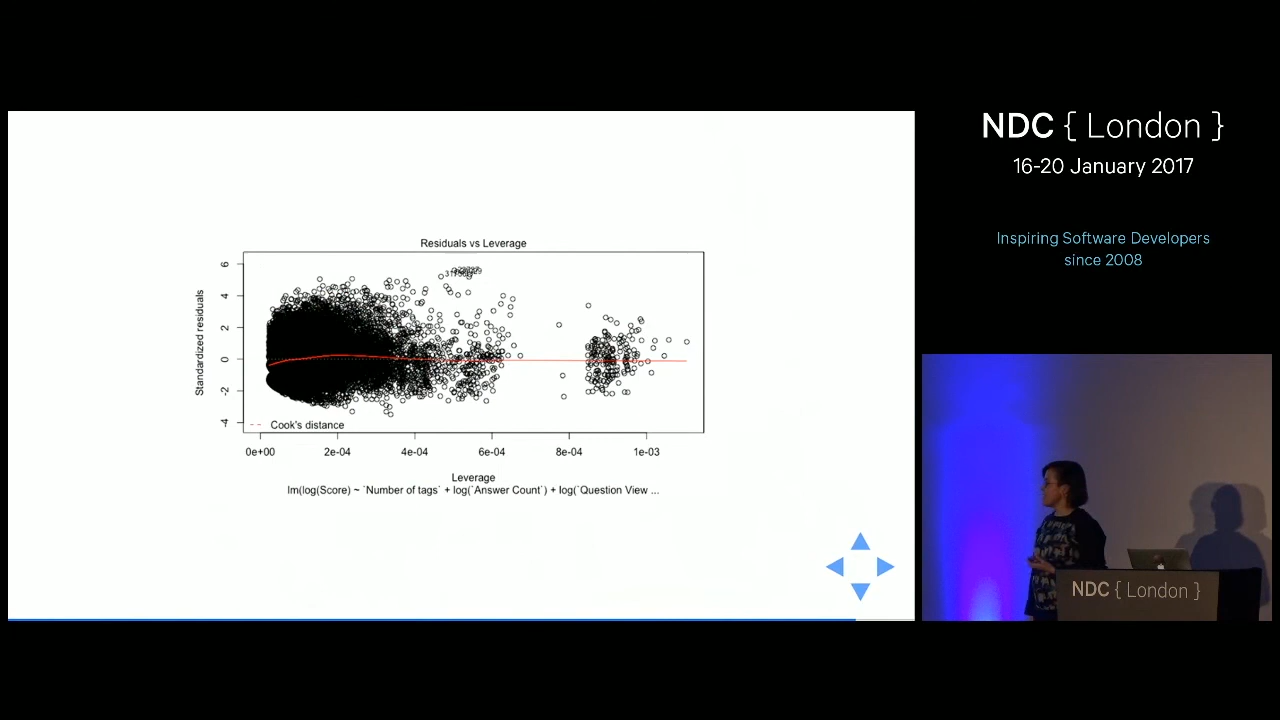 Residuals vs Leverage
Standardized residuals
6
4
2
0
-2
-4
Cook's distance
0e+00 2e-04 4e-04 6e-04 8e-04 1e-03
Leverage
lm(log(Score) ~ `Number of tags` + log(`Answer Count`) + log(`Question View ...
NDC { London }
16-20 January 2017
Inspiring Software Developers
since 2008
NDC { London }